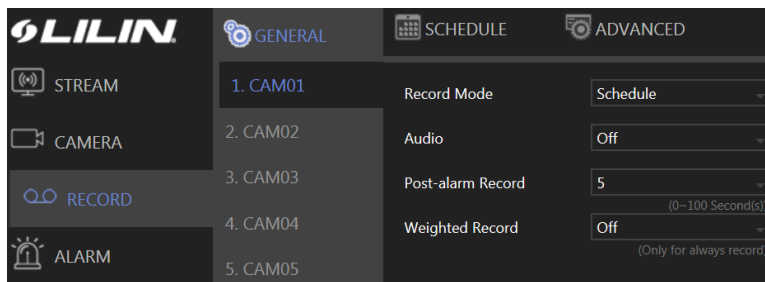 LILIN
STREAM
CAMERA
RECORD
ALARM
GENERAL
1. CAM01
2. CAM02
3. CAM03
4. CAM04
5. CAM05
SCHEDULE
ADVANCED
Record Mode
Schedule
Audio
Off
Post-alarm Record
5
(0~100 Second(s)
Weighted Record
Off
(Only for always record)